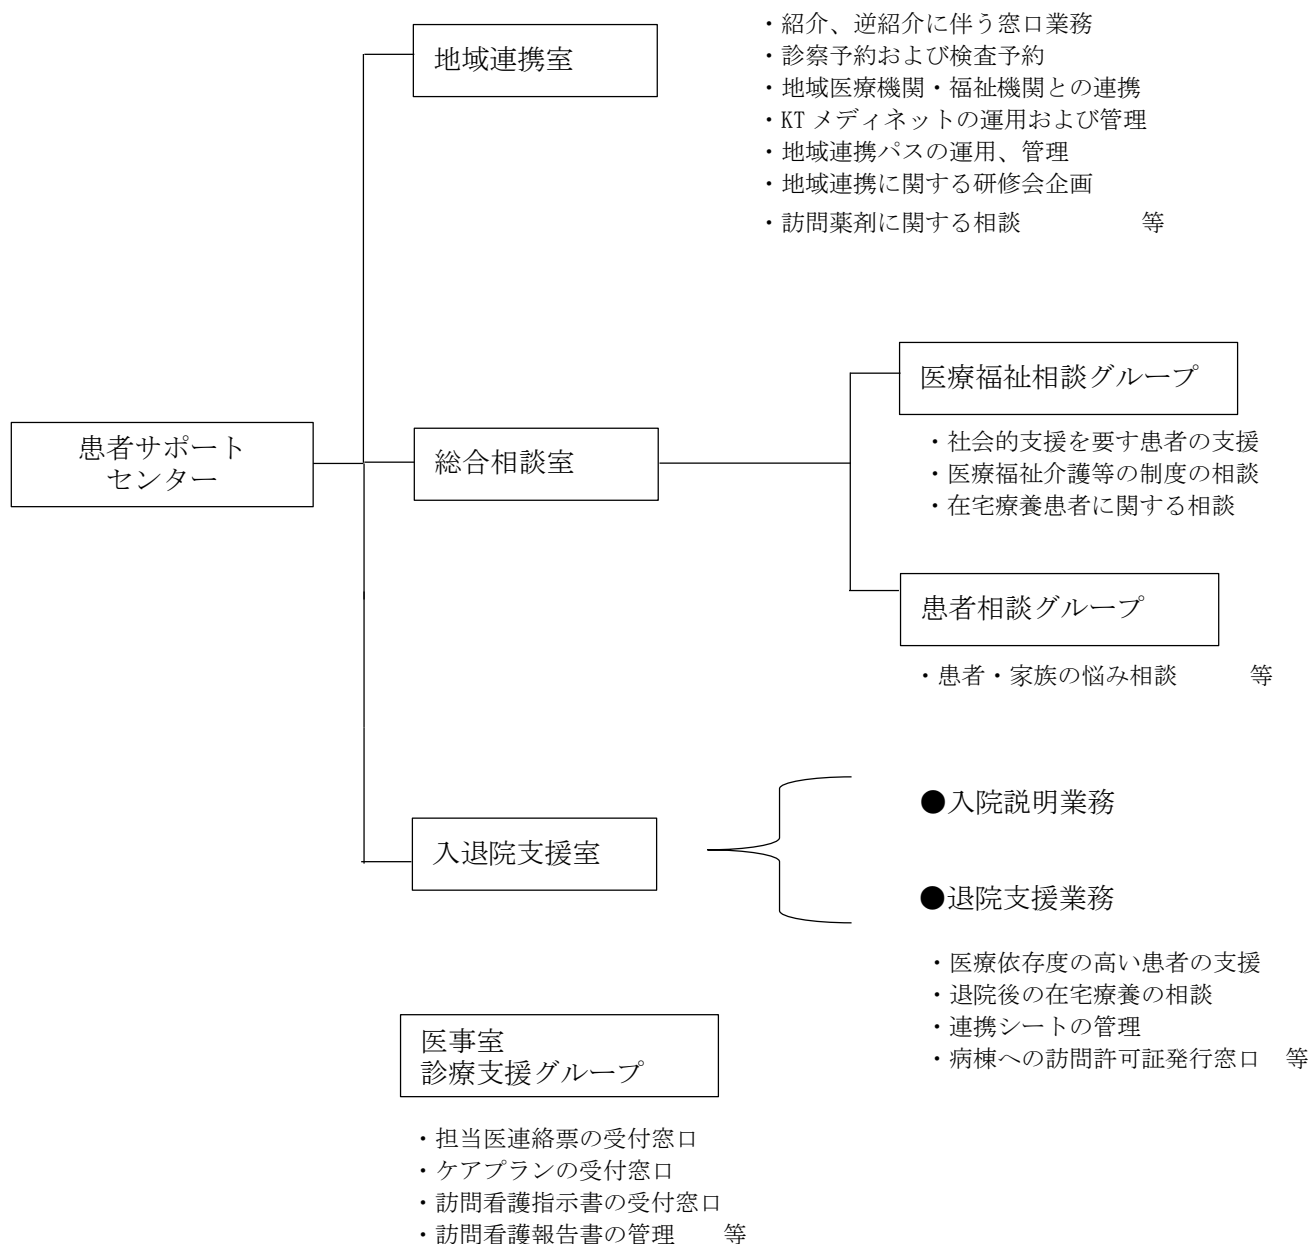 地域連携室
・紹介、逆紹介に伴う窓口業務
・診察予約および検査予約
・地域医療機関・福祉機関との連携
・KTメディネットの運用および管理
・地域連携パスの運用、管理
・地域連携に関する研修会企画
・訪問薬剤に関する相談 等
患者サポート
センター
総合相談室
医療福祉相談グループ
・社会的支援を要す患者の支援
・医療福祉介護等の制度の相談
・在宅療養患者に関する相談
患者相談グループ
・患者・家族の悩み相談 等
入退院支援室
●入院説明業務
●退院支援業務
・医療依存度の高い患者の支援
・退院後の在宅療養の相談
・連携シートの管理
・病棟への訪問許可証発行窓口 等
医事室
診療支援グループ
・担当医連絡票の受付窓口
・ケアプランの受付窓口
・訪問看護指示書の受付窓口
・訪問看護報告書の管理 等